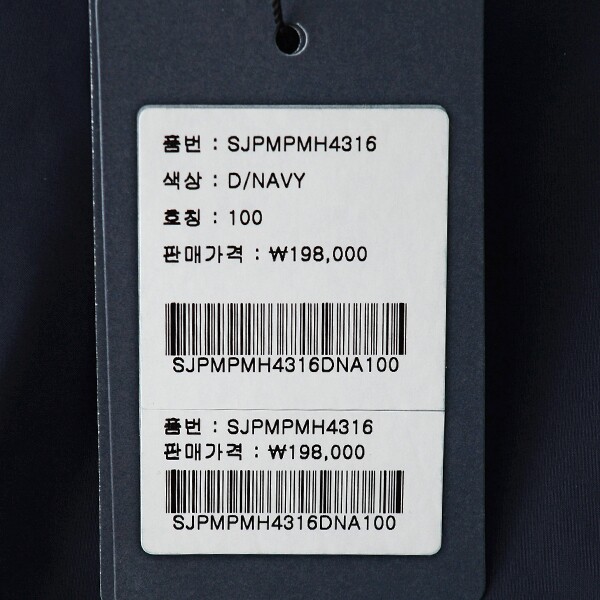 품번 : SJPMPMH4316
색상 : D/NAVY
호칭 : 100
판매가격 : ₩198,000
SJPMPMH4316DNA100
품번 : SJPMPMH4316
판매가격 : ₩198,000
SJPMPMH4316DNA100